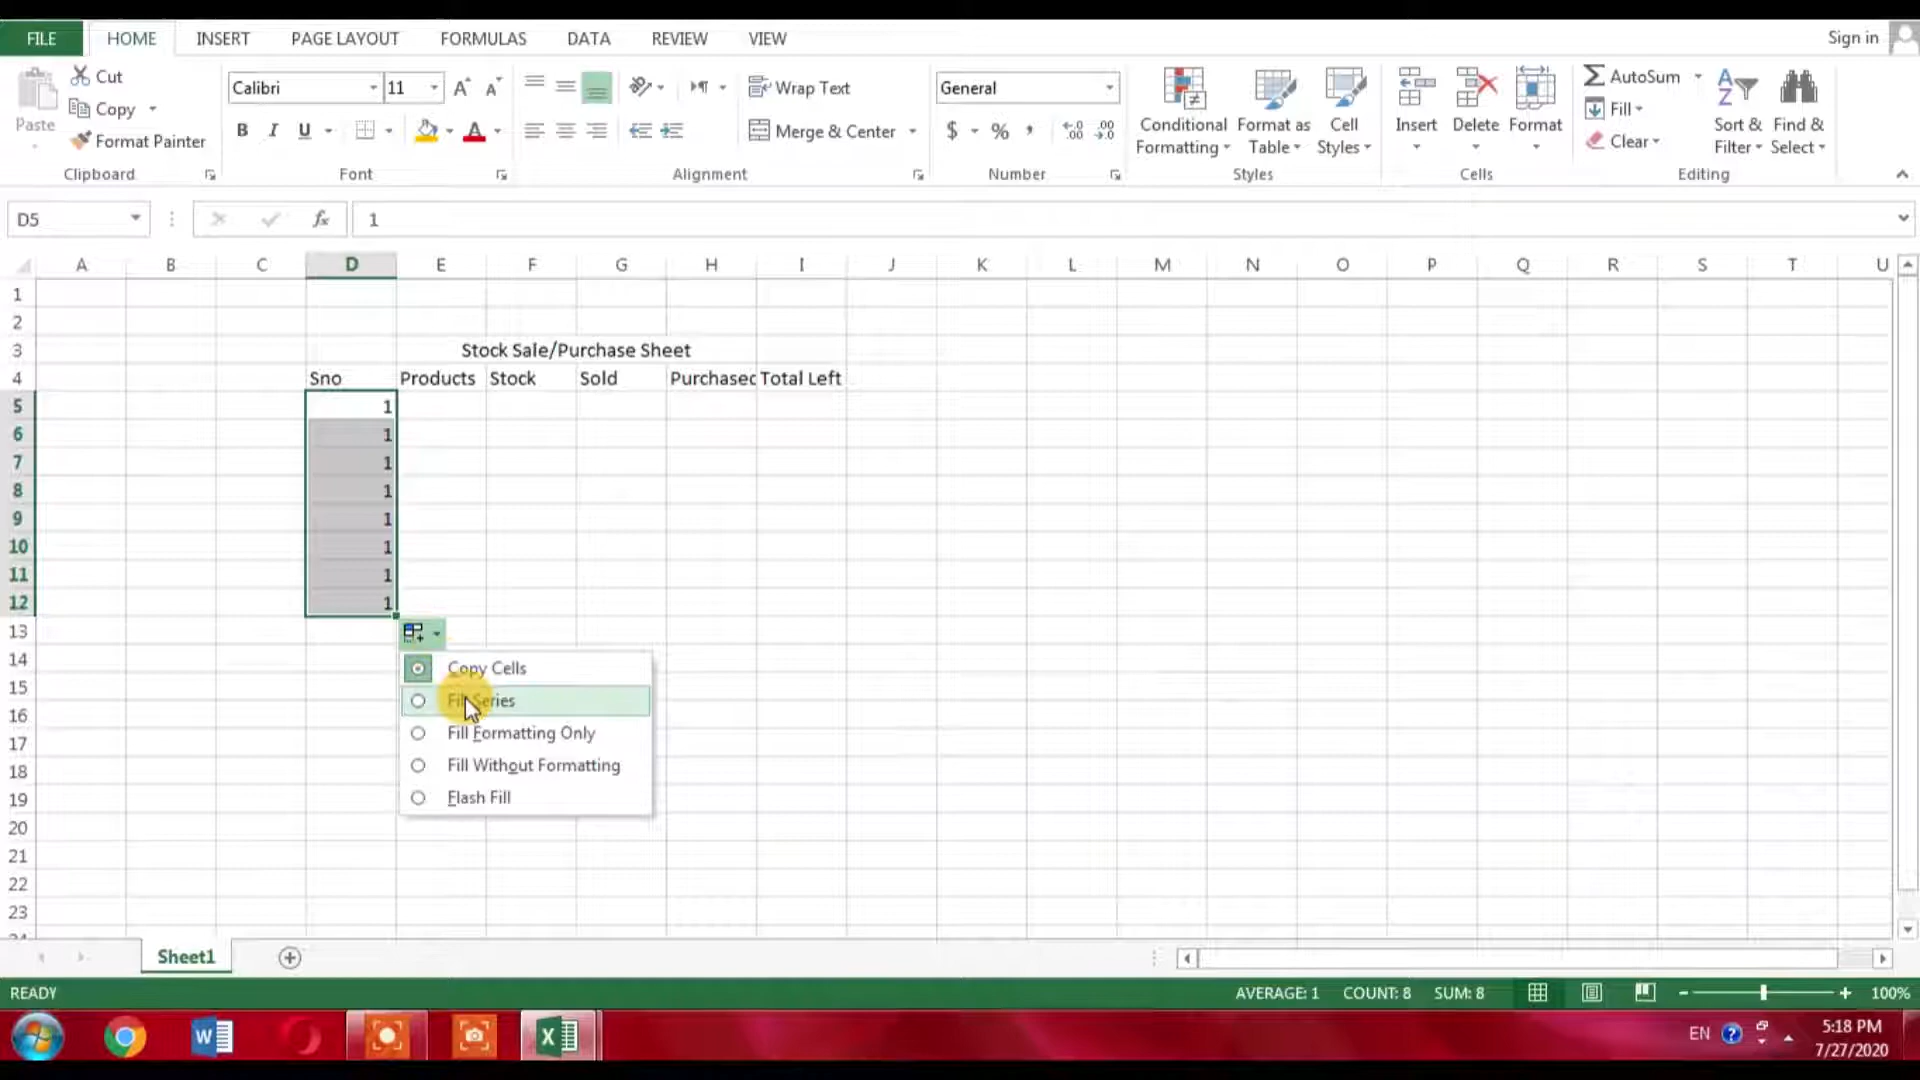 FILE HOME INSERT PAGE LAYOUT FORMULAS DATA REVIEW VIEW Sign in
Paste Cut Copy Format Painter
Clipboard
Calibri 11 B I U A
Font
Wrap Text
Merge & Center
Alignment
General
$ % , .00 .0
Number
Conditional Formatting Format as Table Cell Styles
Styles
Insert Delete Format
Cells
AutoSum
Fill
Clear
Sort & Filter Find & Select
Editing
D5 fx 1
A B C D E F G H I J K L M N O P Q R S T U
1
2
3 Stock Sale/Purchase Sheet
4 Sno Products Stock Sold Purchased Total Left
5 1
6 1
7 1
8 1
9 1
10 1
11 1
12 1
13
14 Copy Cells
15 Fill Series
16
17 Fill Formatting Only
18 Fill Without Formatting
19 Flash Fill
20
21
22
23
Sheet1
READY AVERAGE: 1 COUNT: 8 SUM: 8 100%
EN 5:18 PM
7/27/2020